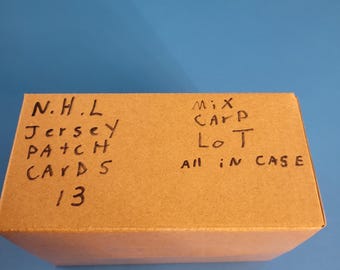 N.H.L
Jersey
PAtCH
CARDS
13
MiX
CARD
LoT
All iN CASE